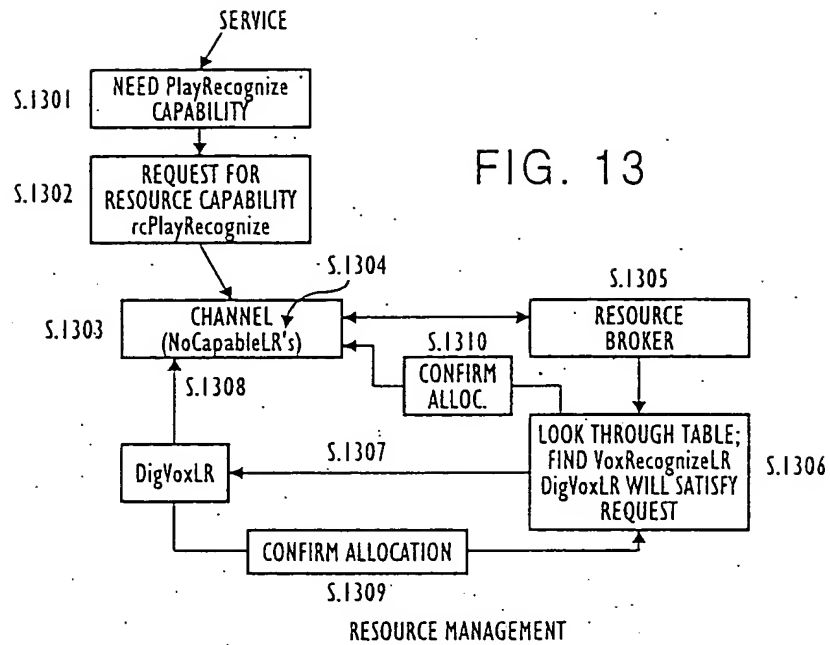 SERVICE
S.1301
NEED PlayRecognize
CAPABILITY
S.1302
REQUEST FOR
RESOURCE CAPABILITY
rcPlayRecognize
FIG. 13
S.1304
S.1305
S.1303
CHANNEL
(NoCapableLR's)
RESOURCE
BROKER
S.1310
CONFIRM
ALLOC.
S.1308
DigVoxLR
S.1307
LOOK THROUGH TABLE;
FIND VoxRecognizeLR
DigVoxLR WILL SATISFY
REQUEST
S.1306
CONFIRM ALLOCATION
S.1309
RESOURCE MANAGEMENT